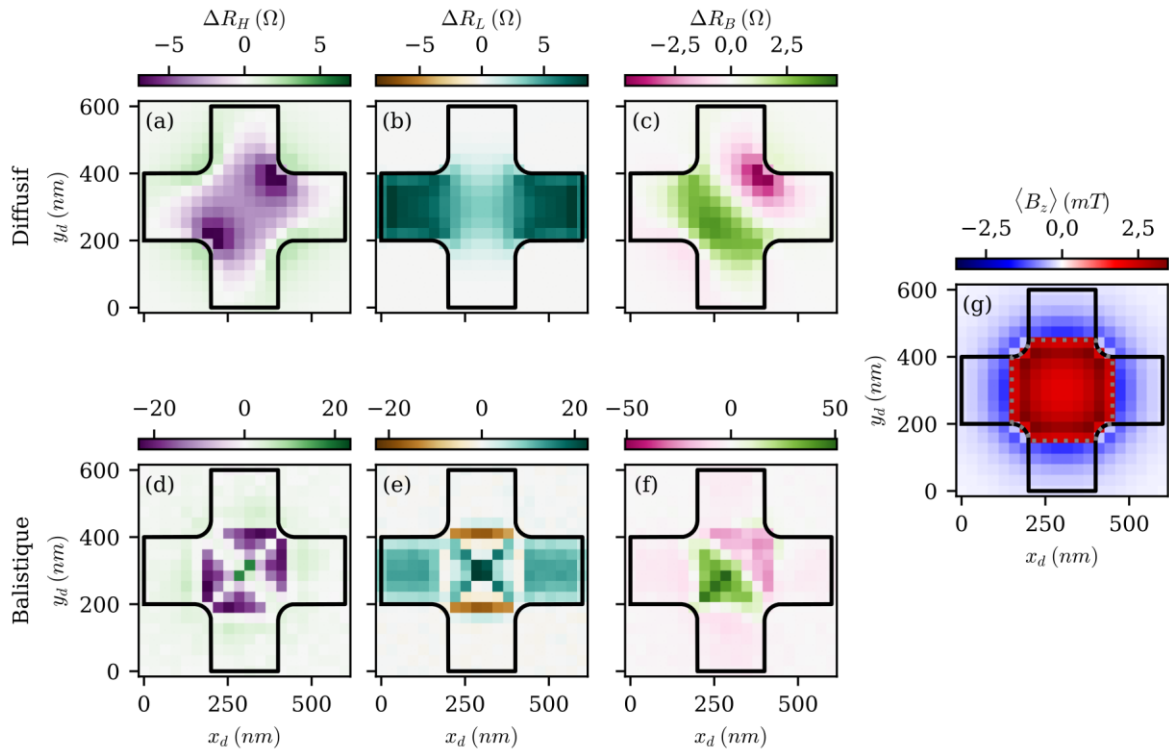 ΔR_H (Ω) ΔR_L (Ω) ΔR_B (Ω)
−5 0 5 −5 0 5 −2,5 0,0 2,5
Diffusif
y_d (nm)
600
400
200
0
(a) (b) (c)
−20 0 20 −20 0 20 −50 0 50
Balistique
y_d (nm)
600
400
200
0
(d) (e) (f)
0 250 500 0 250 500 0 250 500
x_d (nm) x_d (nm) x_d (nm)
⟨B_z⟩ (mT)
−2,5 0,0 2,5
y_d (nm)
600
400
200
0
(g)
0 250 500
x_d (nm)